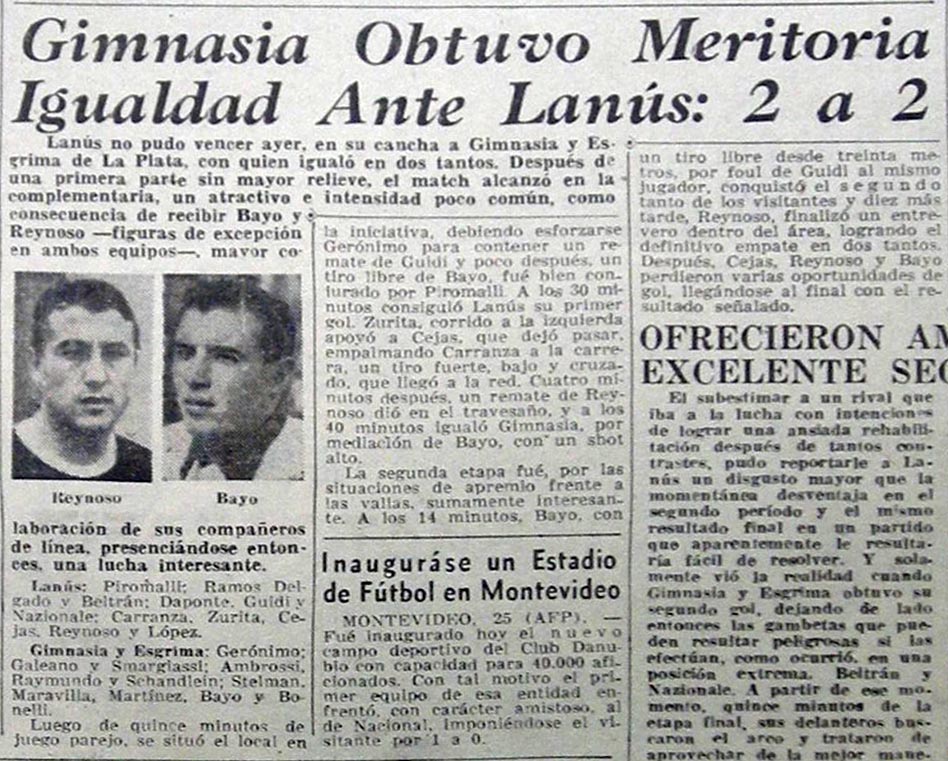 Gimnasia Obtuvo Meritoria
Igualdad Ante Lanús: 2 a 2
Lanús no pudo vencer ayer, en su cancha a Gimnasia y Es-
grima de La Plata, con quien igualó en dos tantos. Después de
una primera parte sin mayor relieve, el match alcanzó en la
complementaria, un atractivo e intensidad poco común, como
consecuencia de recibir Bayo y
Reynoso —figuras de excepción
en ambos equipos—, mayor co-
Reynoso
Bayo
laboración de sus compañeros
de línea, presenciándose enton-
ces, una lucha interesante.
Lanús: Piromalli; Ramos Del-
gado y Beltrán; Daponte, Guidi y
Nazionale; Carranza, Zurita, Ce-
jas, Reynoso y López.
Gimnasia y Esgrima: Gerónimo;
Galeano y Smargiassi; Ambrossi,
Raymundo y Schandlein; Stelman,
Maravilla, Martínez, Bayo y Bo-
nelli.
Luego de quince minutos de
juego parejo, se situó el local en
la iniciativa, debiendo esforzarse
Gerónimo para contener un re-
mate de Guidi y poco después, un
tiro libre de Bayo, fué bien con-
jurado por Piromalli. A los 30 mi-
nutos consiguió Lanús su primer
gol. Zurita, corrido a la izquierda
apoyó a Cejas, que dejó pasar,
empalmando Carranza a la carre-
ra, un tiro fuerte, bajo y cruza-
do, que llegó a la red. Cuatro mi-
nutos después, un remate de Rey-
noso dió en el travesaño, y a los
40 minutos igualó Gimnasia, por
mediación de Bayo, con un shot
alto.
La segunda etapa fué, por las
situaciones de apremio frente a
las vallas, sumamente interesan-
te. A los 14 minutos, Bayo, con
Inauguráse un Estadio
de Fútbol en Montevideo
MONTEVIDEO, 25 (AFP). —
Fué inaugurado hoy el nuevo
campo deportivo del Club Danu-
bio con capacidad para 40.000 afi-
cionados. Con tal motivo el pri-
mer equipo de esa entidad en-
frentó, con carácter amistoso, al
de Nacional, imponiéndose el vi-
sitante por 1 a 0.
un tiro libre desde treinta me-
tros, por foul de Guidi al mismo
jugador, conquistó el segundo
tanto de los visitantes y diez más
tarde, Reynoso, finalizó un entre-
vero dentro del área, logrando el
definitivo empate en dos tantos.
Después, Cejas, Reynoso y Bayo
perdieron varias oportunidades de
gol, llegándose al final con el re-
sultado señalado.
OFRECIERON AM
EXCELENTE SEG
El subestimar a un rival que
iba a la lucha con intenciones
de lograr una ansiada rehabili-
tación después de tantos con-
trastes, pudo reportarle a La-
nús un disgusto mayor que la
momentánea desventaja en el
segundo período y el mismo
resultado final en un partido
que aparentemente le resulta-
ría fácil de resolver. Y sola-
mente vió la realidad cuando
Gimnasia y Esgrima obtuvo su
segundo gol, dejando de lado
entonces las gambetas que pue-
den resultar peligrosas si las
efectúan, como ocurrió, en una
posición extrema, Beltrán y
Nazionale. A partir de ese mo-
mento, quince minutos de la
etapa final, sus delanteros bus-
caron el arco y trataron de
aprovechar de la mejor mane-